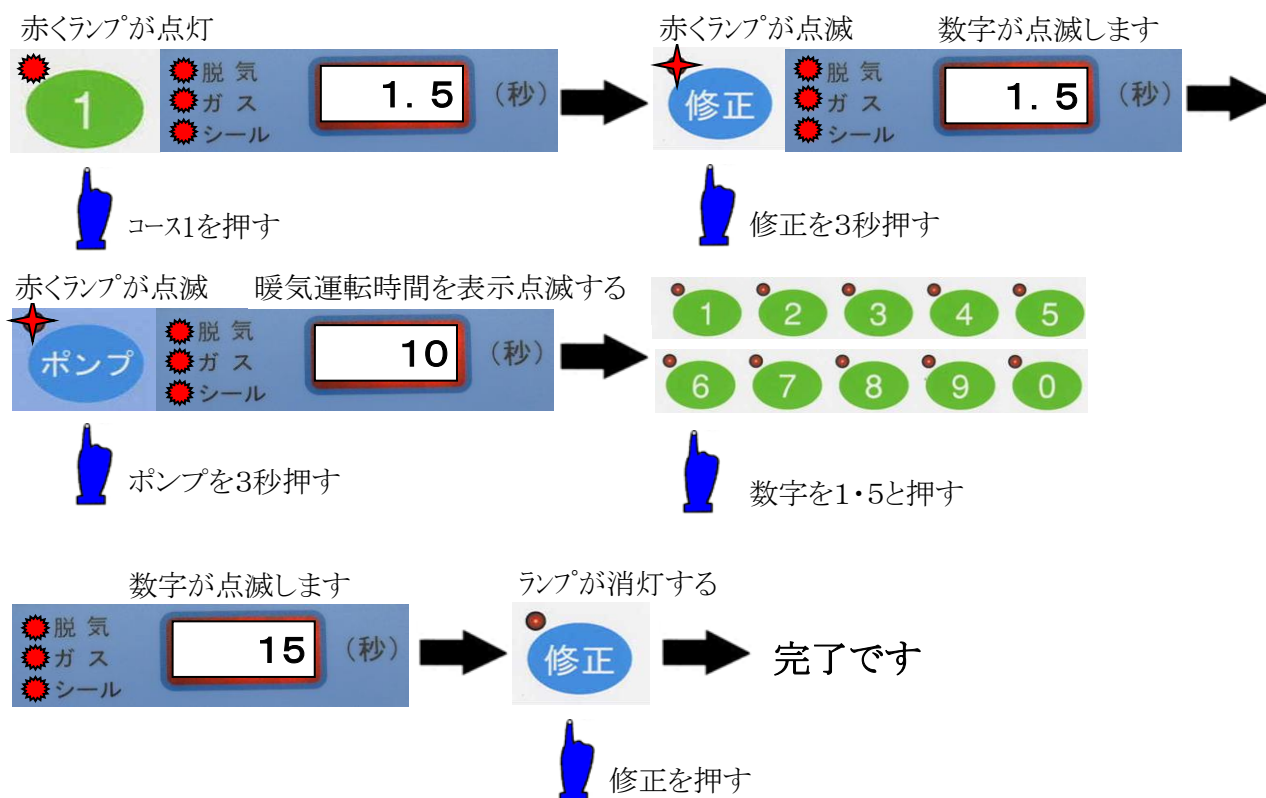 赤くランプが点灯
1
脱 気
ガ ス
シール
1.5
（秒）
コース1を押す
赤くランプが点滅
数字が点滅します
修正
脱 気
ガ ス
シール
1.5
（秒）
修正を3秒押す
赤くランプが点滅
暖気運転時間を表示点滅する
ポンプ
脱 気
ガ ス
シール
10
（秒）
ポンプを3秒押す
1 2 3 4 5
6 7 8 9 0
数字を1・5と押す
数字が点滅します
脱 気
ガ ス
シール
15
（秒）
ランプが消灯する
修正
修正を押す
完了です